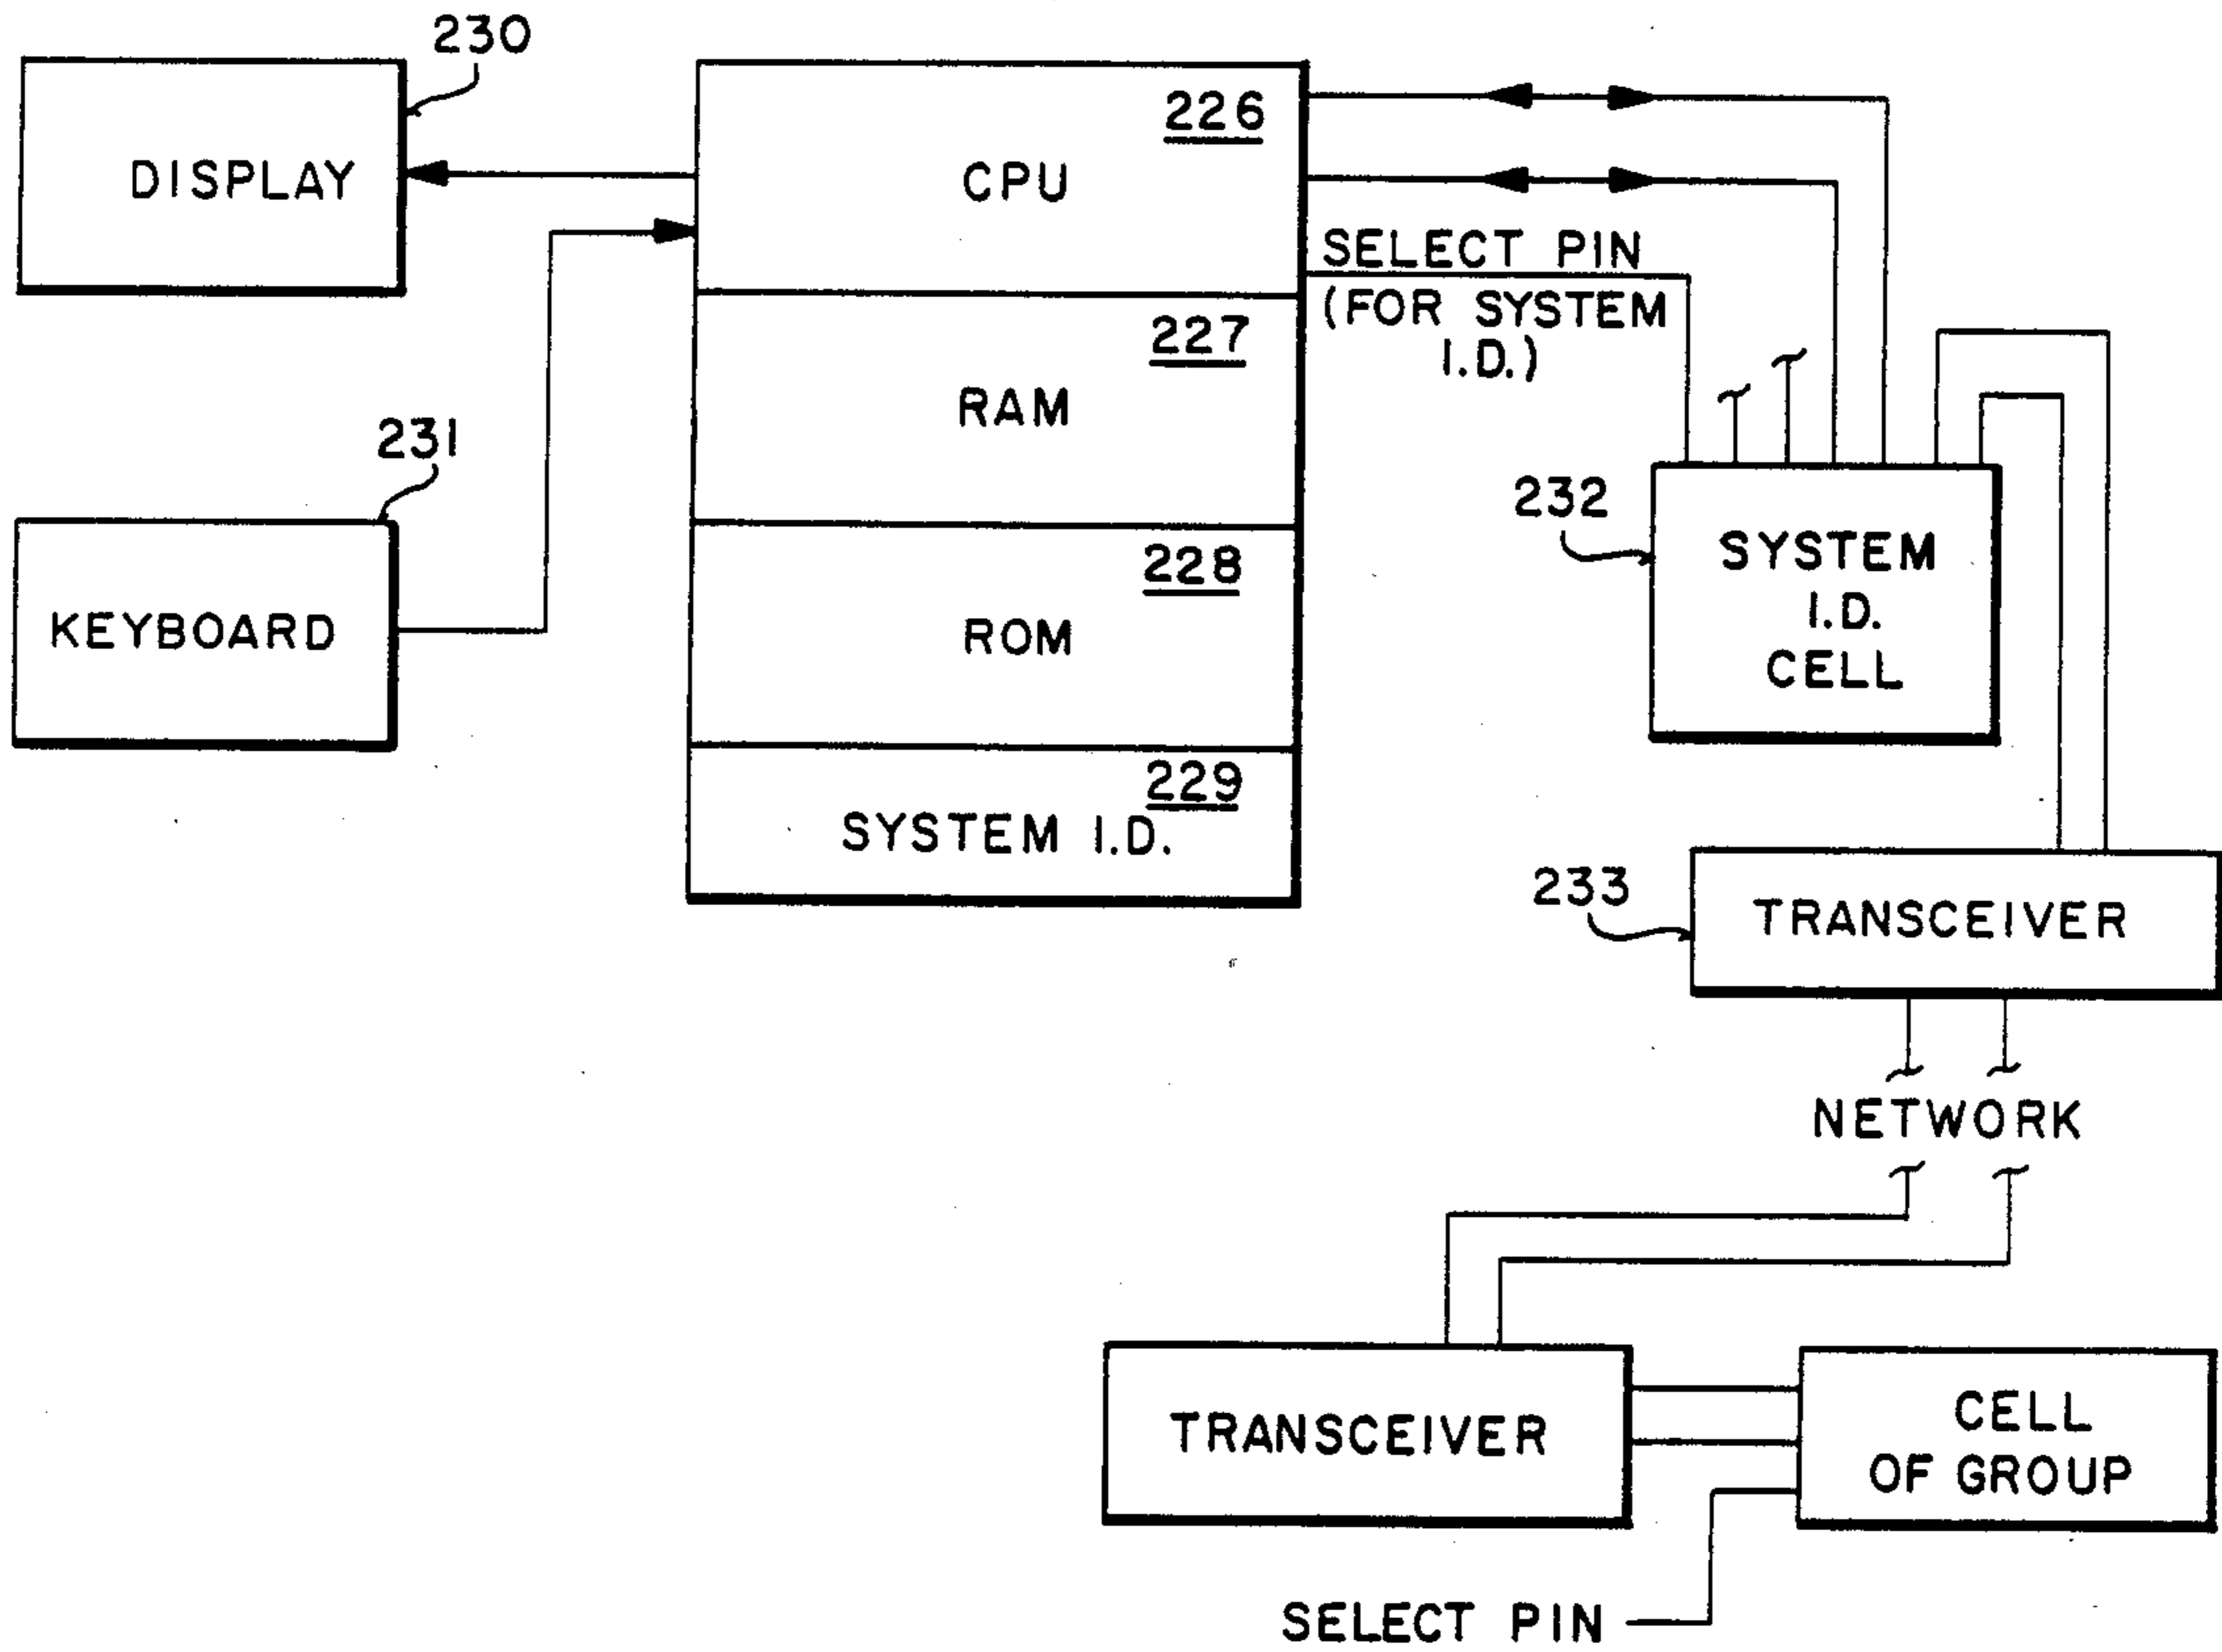 230
DISPLAY
226
CPU
SELECT PIN
(FOR SYSTEM
I.D.)
227
RAM
231
KEYBOARD
228
ROM
229
SYSTEM I.D.
232
SYSTEM
I.D.
CELL
233
TRANSCEIVER
NETWORK
TRANSCEIVER
CELL
OF GROUP
SELECT PIN